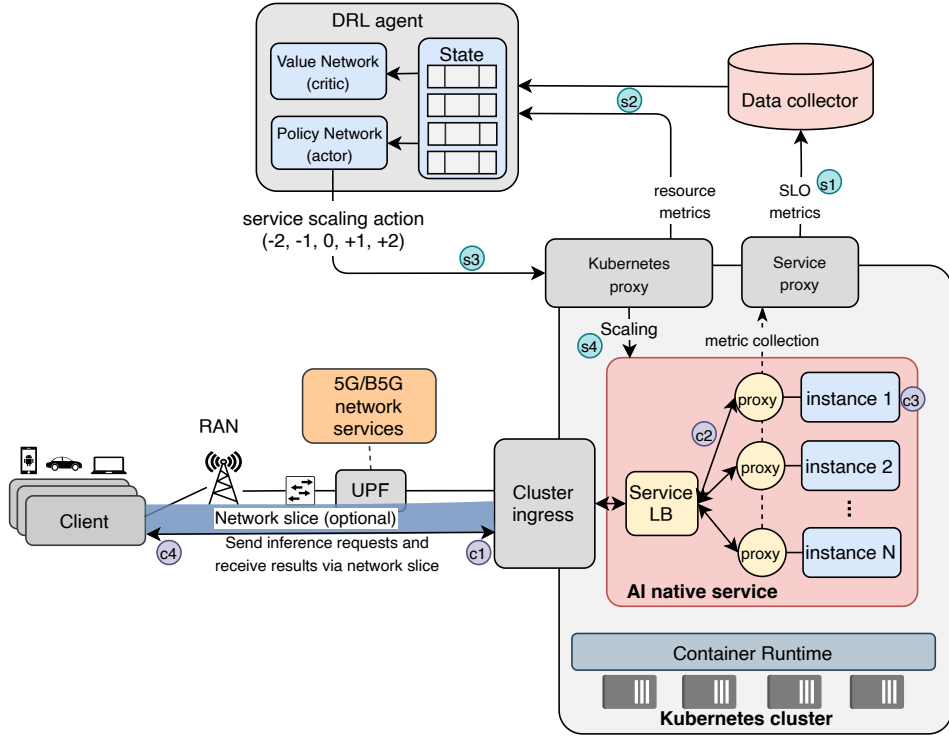 DRL agent
Value Network
(critic)
Policy Network
(actor)
State
s2
Data collector
s1
SLO
metrics
resource
metrics
service scaling action
(-2, -1, 0, +1, +2)
s3
Kubernetes
proxy
Service
proxy
Scaling
s4
metric collection
5G/B5G
network
services
RAN
UPF
Client
Network slice (optional)
Send inference requests and
receive results via network slice
c4
c1
Cluster
ingress
Service
LB
c2
proxy
instance 1
c3
proxy
instance 2
...
proxy
instance N
AI native service
Container Runtime
Kubernetes cluster